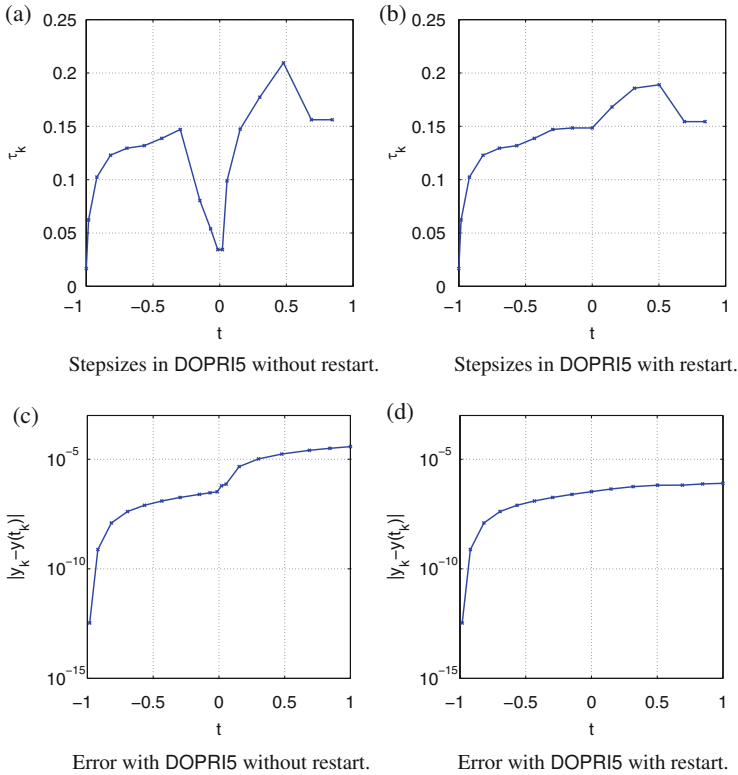 (a)
0.25
0.2
0.15
0.1
0.05
0
τk
−1
−0.5
0
0.5
1
t
Stepsizes in DOPRI5 without restart.
(b)
0.25
0.2
0.15
0.1
0.05
0
τk
−1
−0.5
0
0.5
1
t
Stepsizes in DOPRI5 with restart.
(c)
10−5
10−10
10−15
|yk−y(tk)|
−1
−0.5
0
0.5
1
t
Error with DOPRI5 without restart.
(d)
10−5
10−10
10−15
|yk−y(tk)|
−1
−0.5
0
0.5
1
t
Error with DOPRI5 with restart.